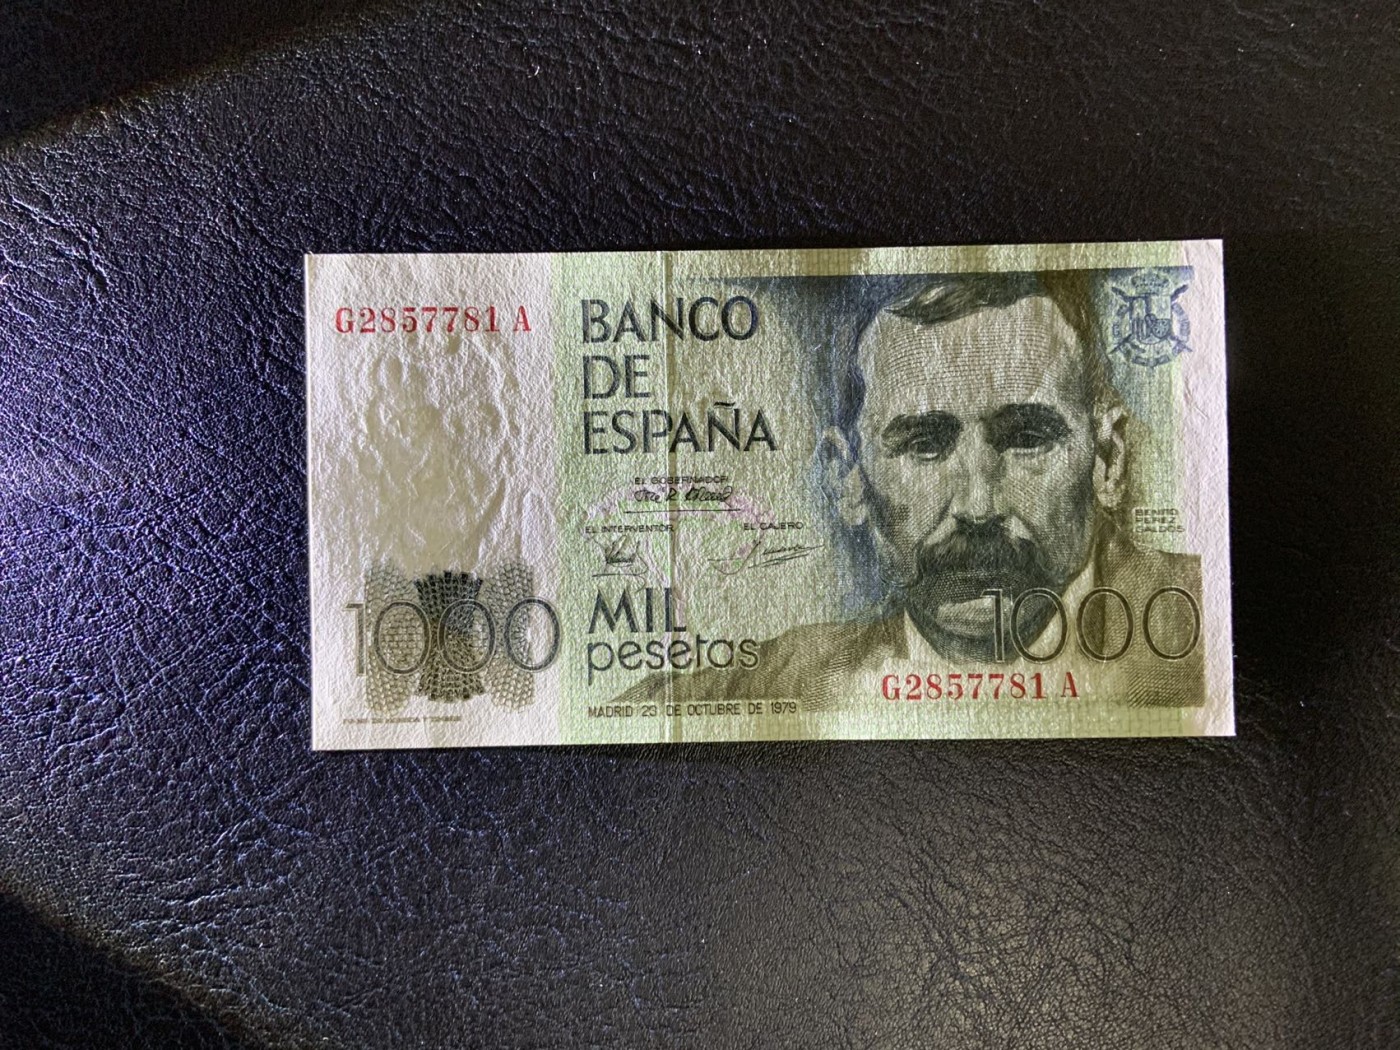 G2857781 A
BANCO
DE
ESPAÑA
EL GOBERNADOR
EL INTERVENTOR
EL CAJERO
BENITO
PEREZ
GALDOS
1000
MIL
pesetas
1000
G2857781 A
MADRID 23 DE OCTUBRE DE 1979